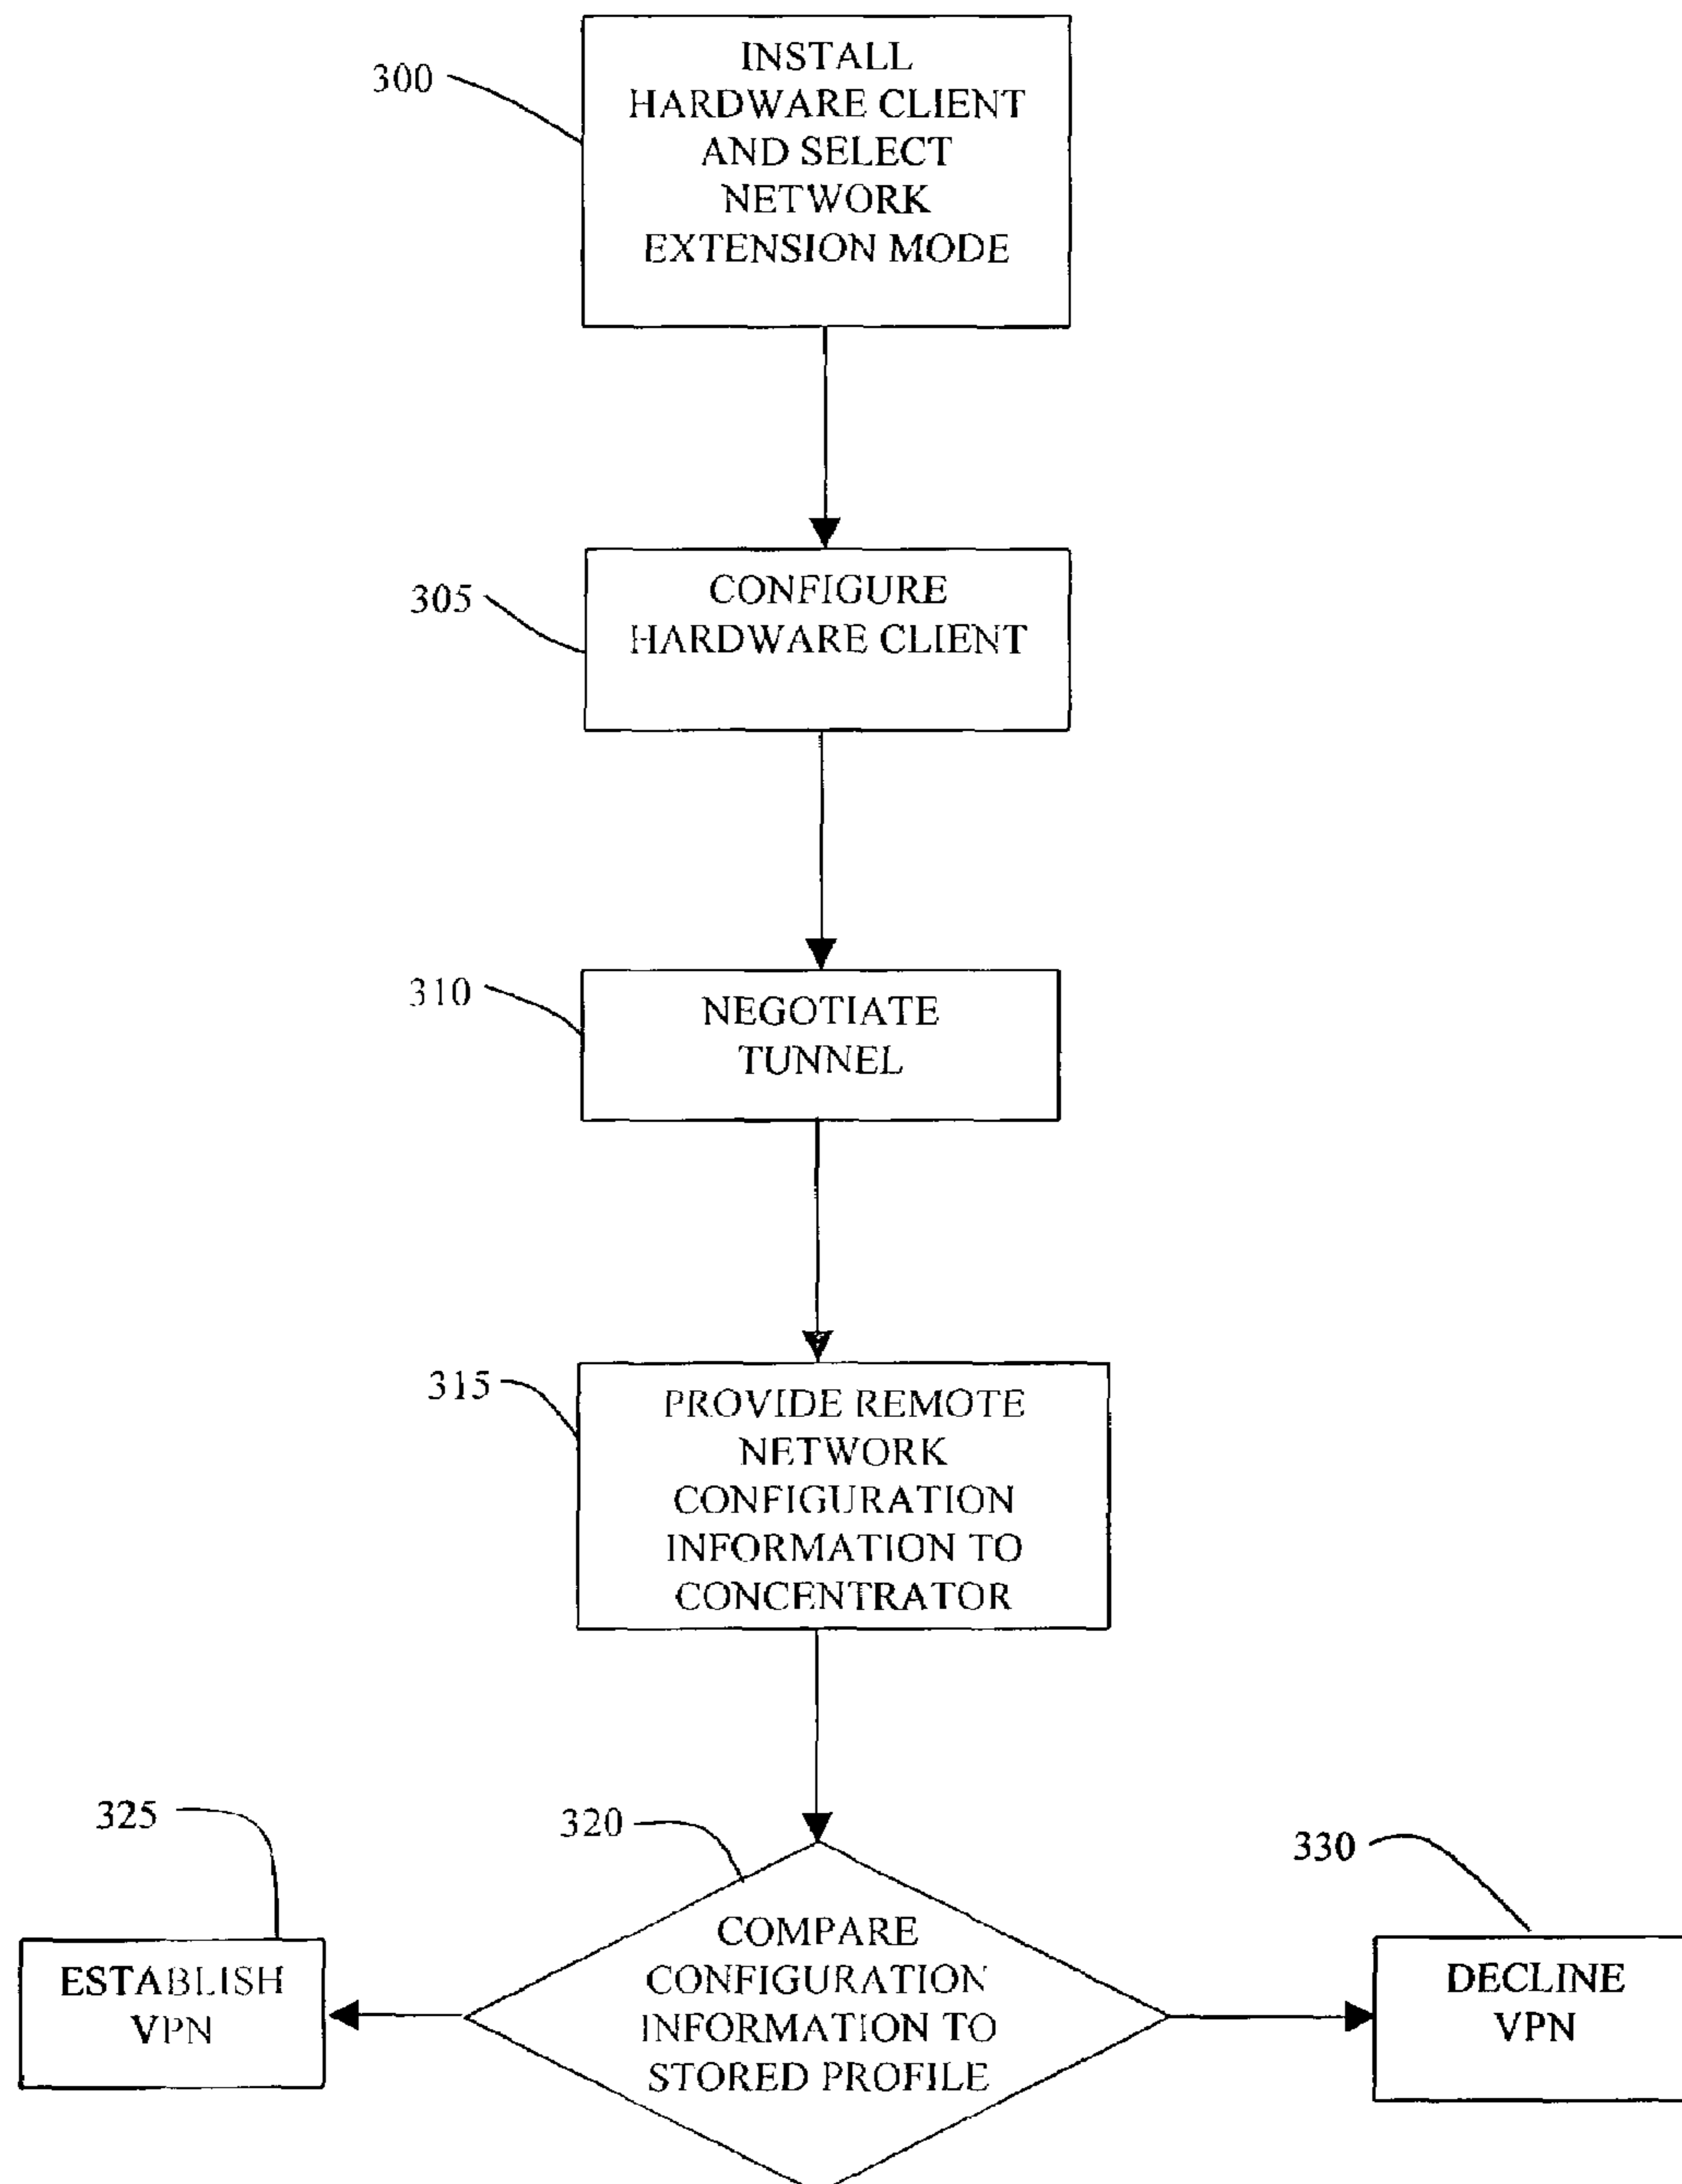 300
INSTALL
HARDWARE CLIENT
AND SELECT
NETWORK
EXTENSION MODE
305
CONFIGURE
HARDWARE CLIENT
310
NEGOTIATE
TUNNEL
315
PROVIDE REMOTE
NETWORK
CONFIGURATION
INFORMATION TO
CONCENTRATOR
325
ESTABLISH
VPN
320
COMPARE
CONFIGURATION
INFORMATION TO
STORED PROFILE
330
DECLINE
VPN